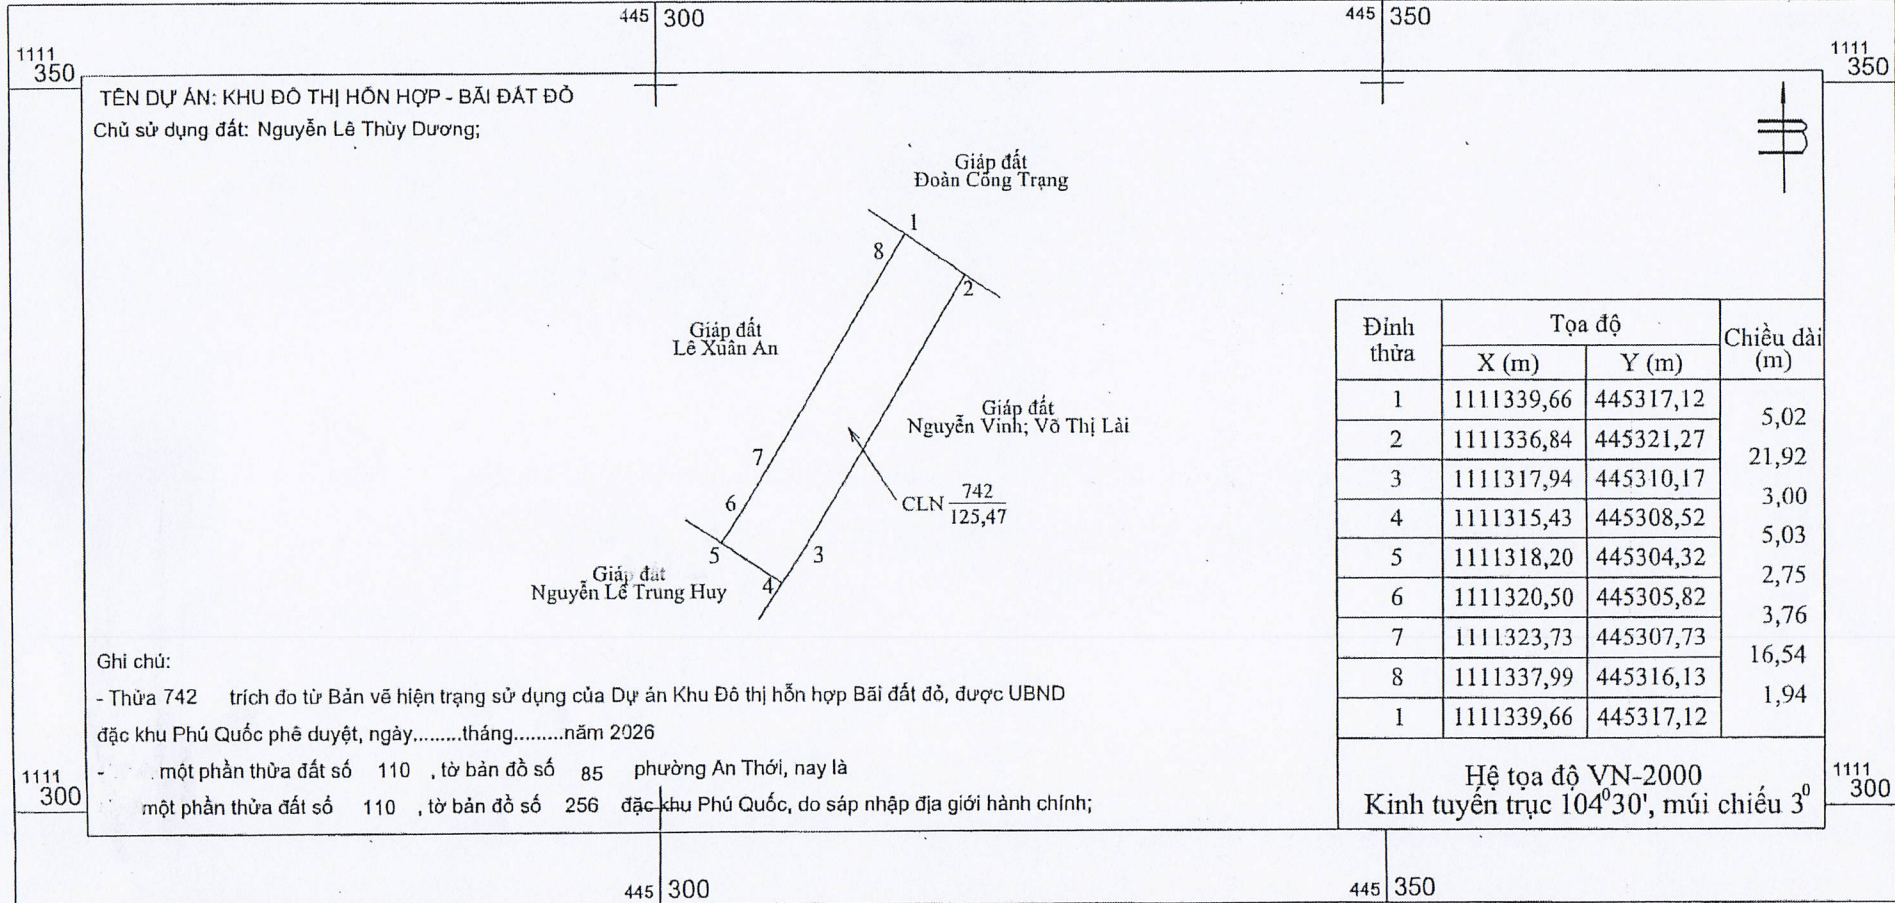 445 300
445 350
1111
350
1111
350
TÊN DỰ ÁN: KHU ĐÔ THỊ HỖN HỢP - BÃI ĐẤT ĐỎ
Chủ sử dụng đất: Nguyễn Lê Thùy Dương;
Giáp đất
Đoàn Công Trạng
1
8
2
Giáp đất
Lê Xuân An
Giáp đất
Nguyễn Vinh; Võ Thị Lài
7
6
CLN 742
125,47
5
3
4
Giáp đất
Nguyễn Lê Trung Huy
Đỉnh thửa Tọa độ Chiều dài (m)
X (m) Y (m)
1 1111339,66 445317,12
5,02
2 1111336,84 445321,27
21,92
3 1111317,94 445310,17
3,00
4 1111315,43 445308,52
5,03
5 1111318,20 445304,32
2,75
6 1111320,50 445305,82
3,76
7 1111323,73 445307,73
16,54
8 1111337,99 445316,13
1,94
1 1111339,66 445317,12
Hệ tọa độ VN-2000
Kinh tuyến trục 104⁰30', múi chiếu 3⁰
Ghi chú:
- Thửa 742 trích đo từ Bản vẽ hiện trạng sử dụng của Dự án Khu Đô thị hỗn hợp Bãi đất đỏ, được UBND
đặc khu Phú Quốc phê duyệt, ngày.........tháng.........năm 2026
- một phần thửa đất số 110 , tờ bản đồ số 85 phường An Thới, nay là
một phần thửa đất số 110 , tờ bản đồ số 256 đặc khu Phú Quốc, do sáp nhập địa giới hành chính;
1111
300
1111
300
445 300
445 350